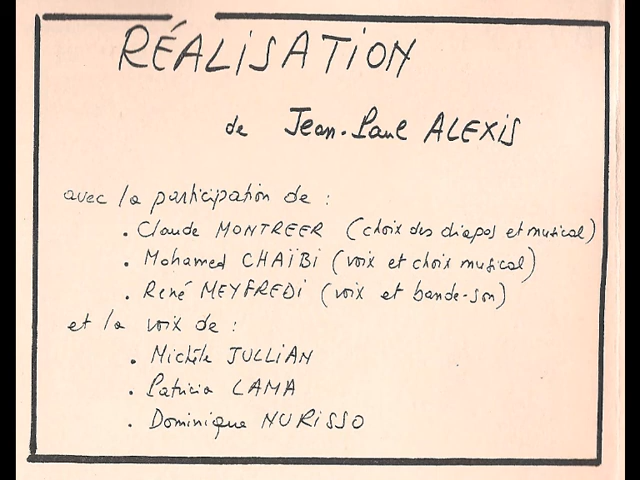 RÉALISATION
de Jean-Paul ALEXIS
avec la participation de :
. Claude MONTREER (choix des diapos et musical)
. Mohamed CHAÏBI (voix et choix musical)
. René MEYFREDI (voix et bande-son)
et la voix de :
. Michèle JULLIAN
. Patricia LAMA
. Dominique NURISSO